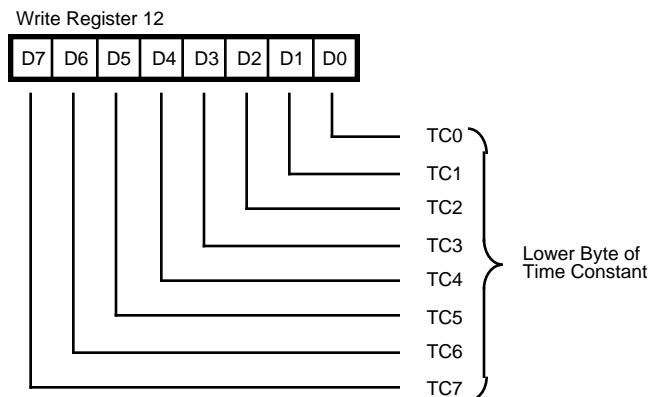 Write Register 12
D7 D6 D5 D4 D3 D2 D1 D0
TC0
TC1
TC2
TC3
TC4
TC5
TC6
TC7
Lower Byte of
Time Constant